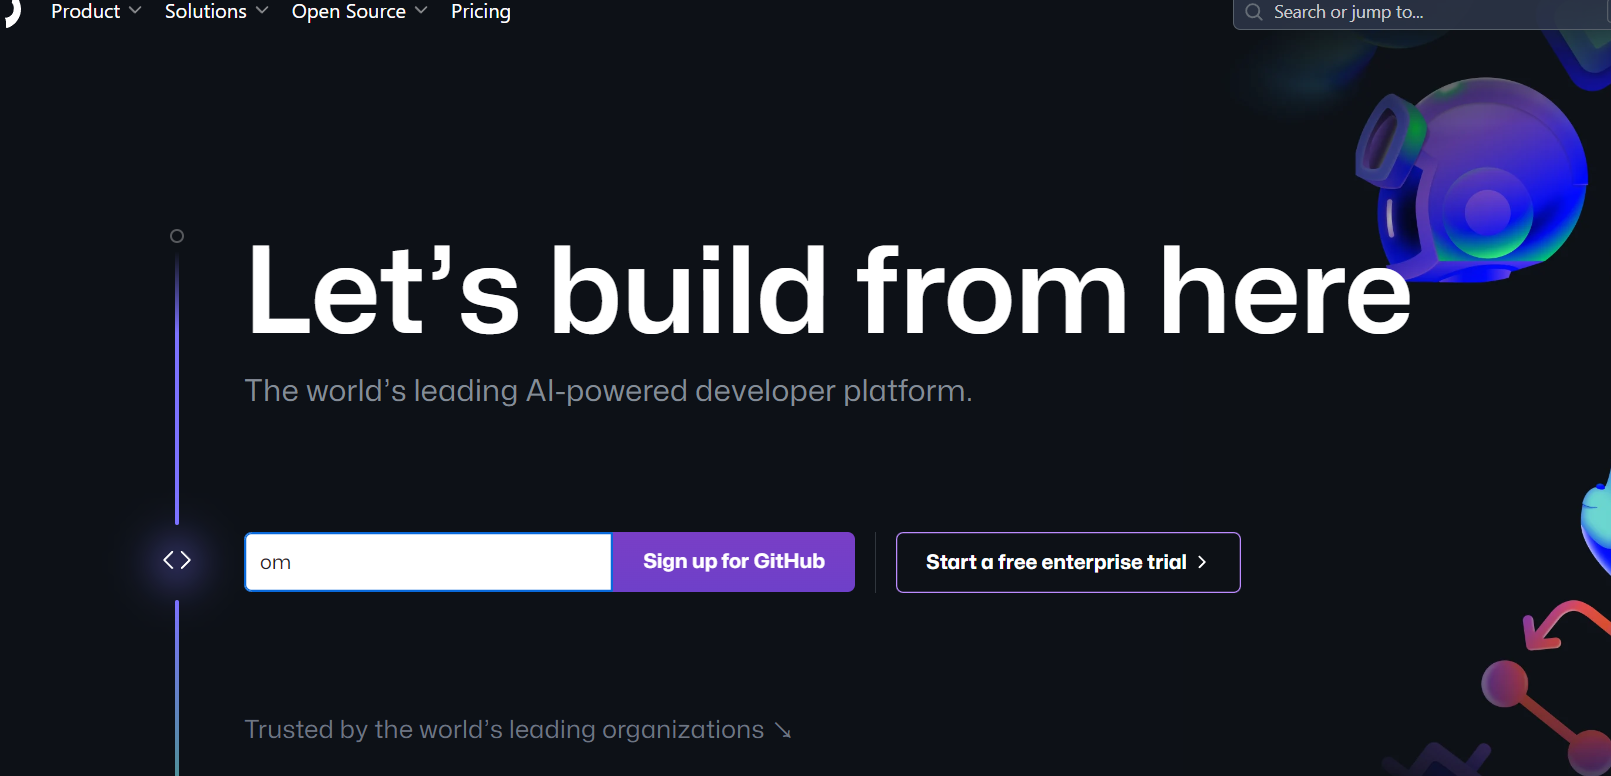 Product Solutions Open Source Pricing
Search or jump to...
Let’s build from here
The world’s leading AI-powered developer platform.
om
Sign up for GitHub
Start a free enterprise trial
Trusted by the world’s leading organizations ↘